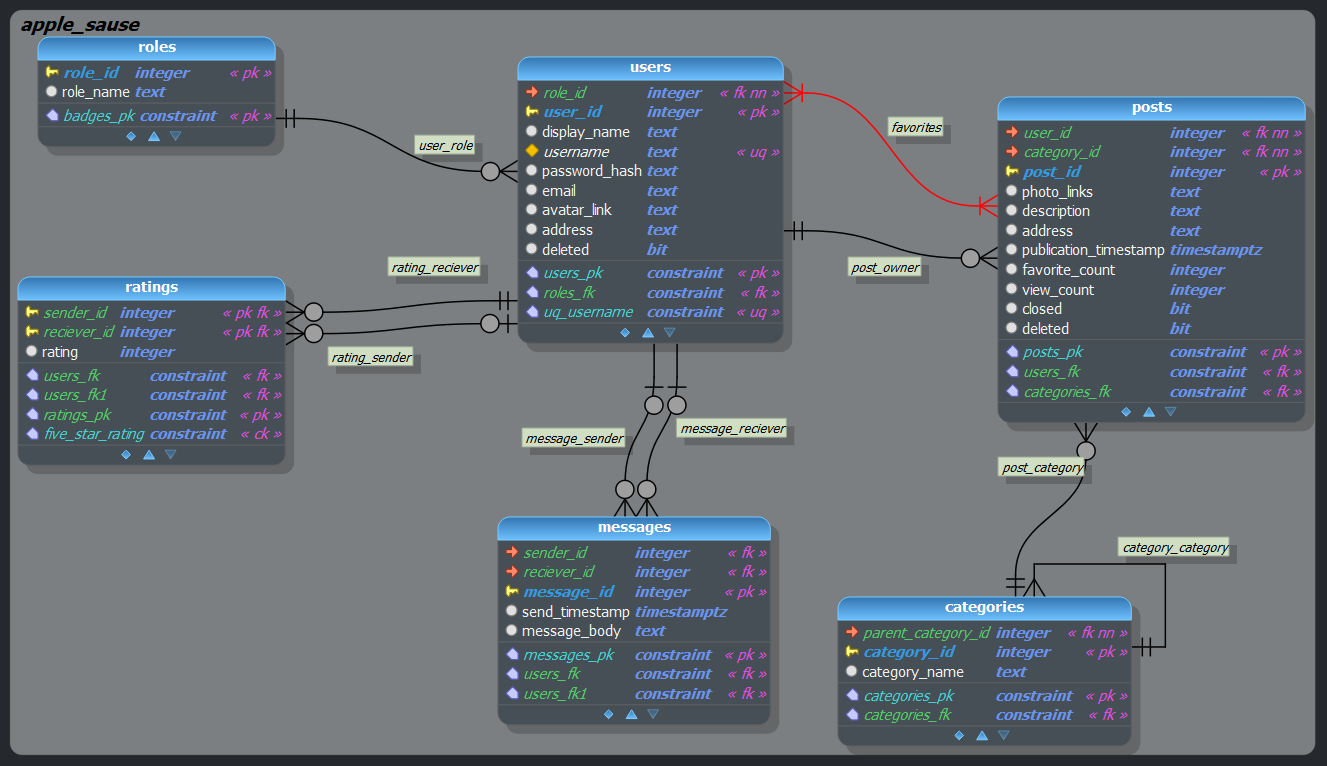 apple_sause
roles
role_id integer « pk »
role_name text
badges_pk constraint « pk »
user_role
users
role_id integer « fk nn »
user_id integer « pk »
display_name text
username text « uq »
password_hash text
email text
avatar_link text
address text
deleted bit
users_pk constraint « pk »
roles_fk constraint « fk »
uq_username constraint « uq »
favorites
post_owner
posts
user_id integer « fk nn »
category_id integer « fk nn »
post_id integer « pk »
photo_links text
description text
address text
publication_timestamp timestamptz
favorite_count integer
view_count integer
closed bit
deleted bit
posts_pk constraint « pk »
users_fk constraint « fk »
categories_fk constraint « fk »
rating_reciever
rating_sender
ratings
sender_id integer « pk fk »
reciever_id integer « pk fk »
rating integer
users_fk constraint « fk »
users_fk1 constraint « fk »
ratings_pk constraint « pk »
five_star_rating constraint « ck »
message_sender
message_reciever
messages
sender_id integer « fk »
reciever_id integer « fk »
message_id integer « pk »
send_timestamp timestamptz
message_body text
messages_pk constraint « pk »
users_fk constraint « fk »
users_fk1 constraint « fk »
post_category
category_category
categories
parent_category_id integer « fk nn »
category_id integer « pk »
category_name text
categories_pk constraint « pk »
categories_fk constraint « fk »